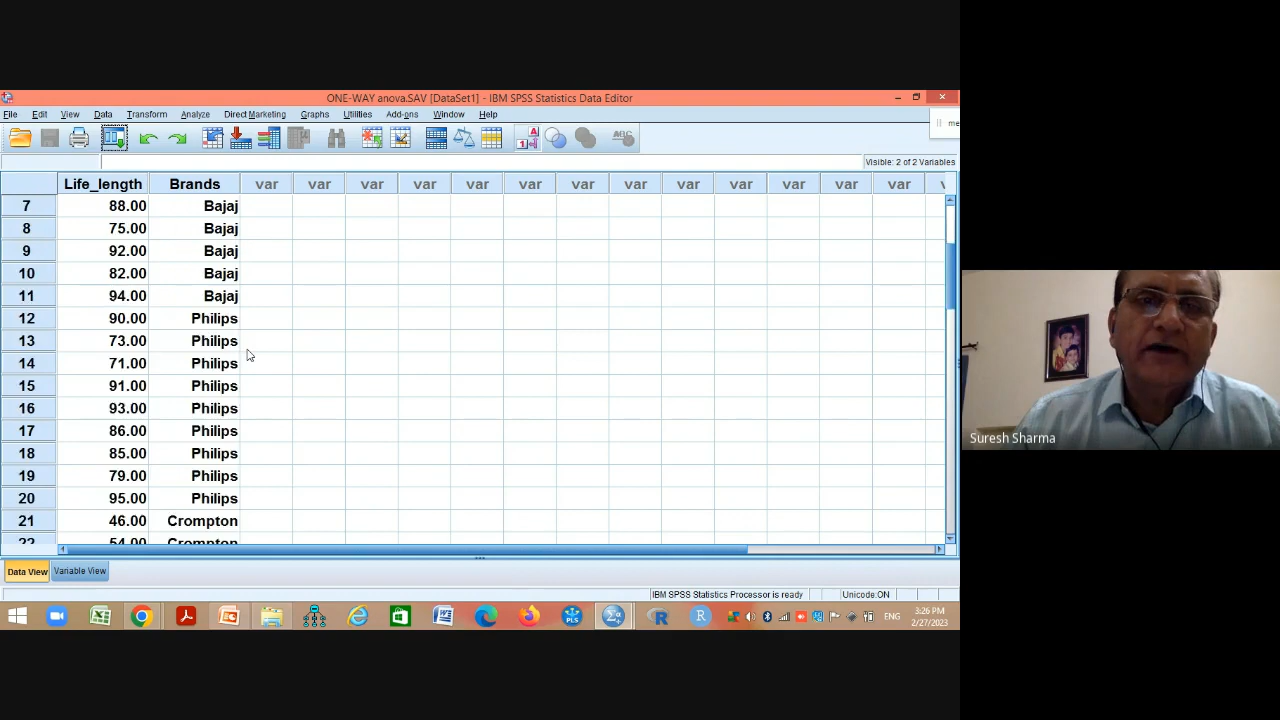 ONE-WAY anova.SAV [DataSet1] - IBM SPSS Statistics Data Editor
File Edit View Data Transform Analyze Direct Marketing Graphs Utilities Add-ons Window Help
Visible: 2 of 2 Variables
Life_length Brands var var var var var var var var var var var var var
7 88.00 Bajaj
8 75.00 Bajaj
9 92.00 Bajaj
10 82.00 Bajaj
11 94.00 Bajaj
12 90.00 Philips
13 73.00 Philips
14 71.00 Philips
15 91.00 Philips
16 93.00 Philips
17 86.00 Philips
18 85.00 Philips
19 79.00 Philips
20 95.00 Philips
21 46.00 Crompton
22 54.00 Crompton
Data View Variable View
IBM SPSS Statistics Processor is ready Unicode:ON
ENG
3:26 PM
2/27/2023
Suresh Sharma